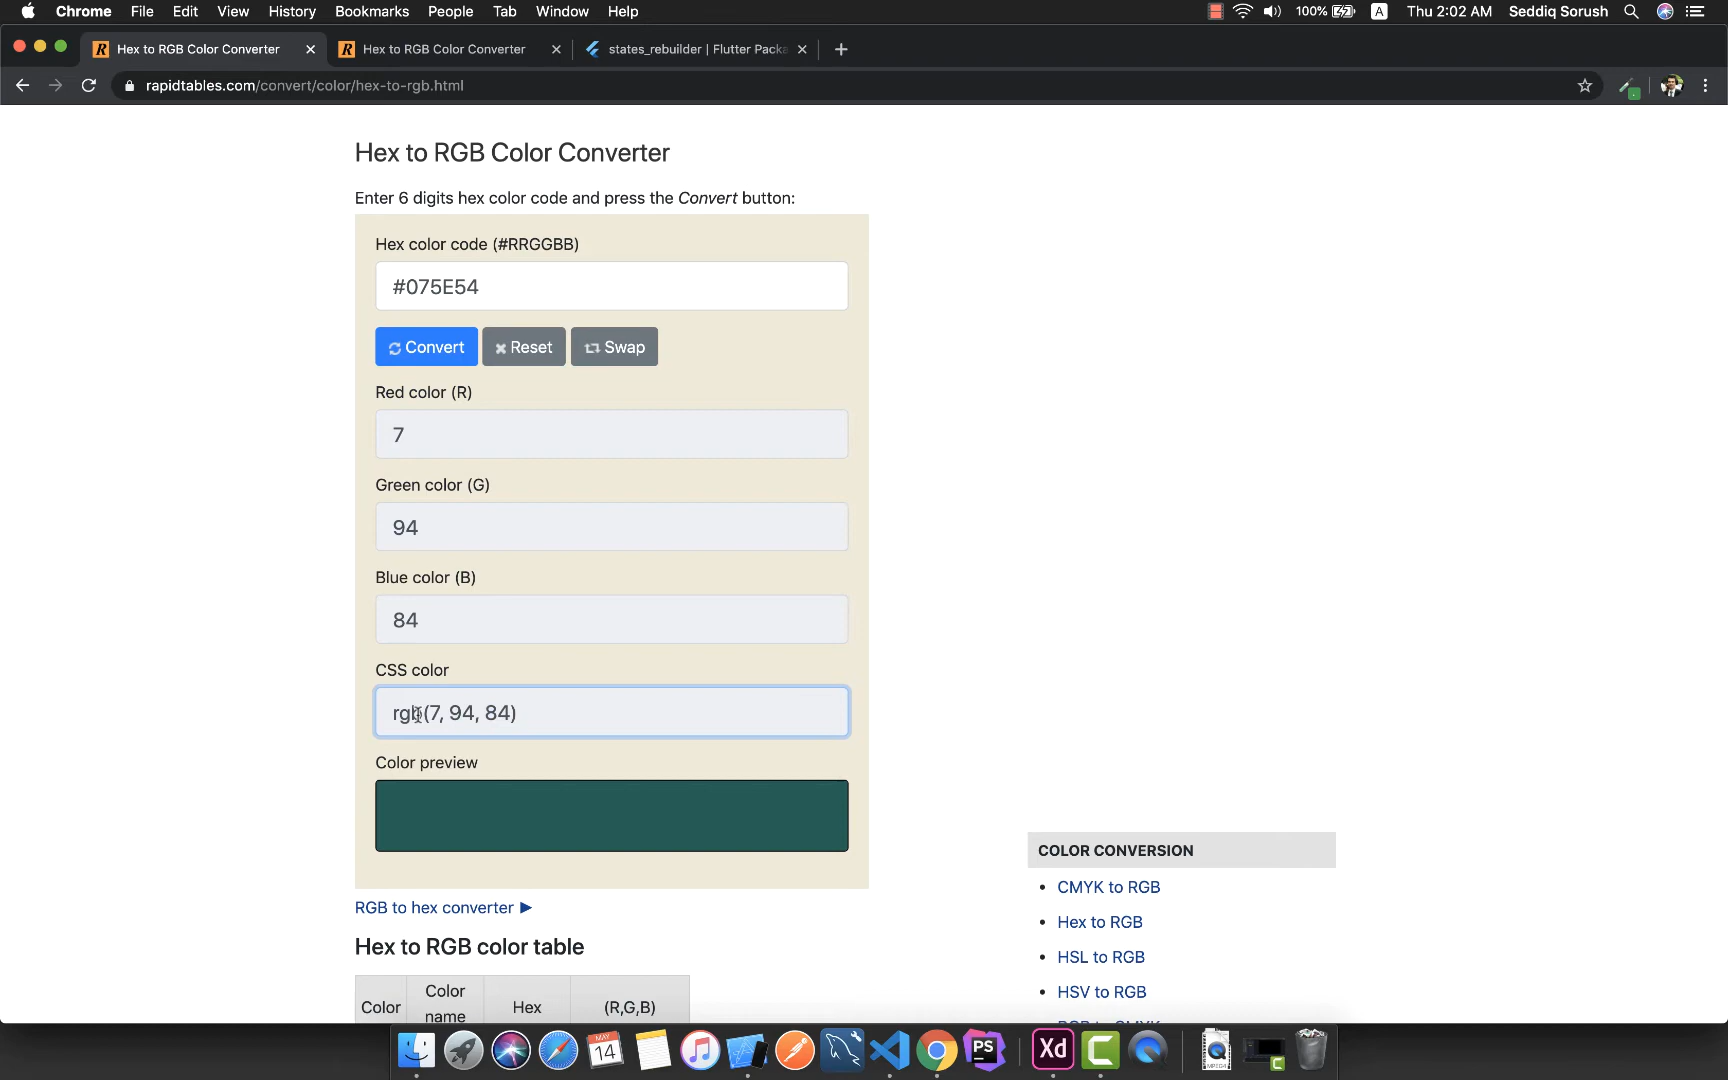 Chrome File Edit View History Bookmarks People Tab Window Help 100% A Thu 2:02 AM Seddiq Sorush
R Hex to RGB Color Converter R Hex to RGB Color Converter states_rebuilder | Flutter Packa
rapidtables.com/convert/color/hex-to-rgb.html
Hex to RGB Color Converter
Enter 6 digits hex color code and press the Convert button:
Hex color code (#RRGGBB)
#075E54
Convert Reset Swap
Red color (R)
7
Green color (G)
94
Blue color (B)
84
CSS color
rgb(7, 94, 84)
Color preview
COLOR CONVERSION
• CMYK to RGB
RGB to hex converter ►
• Hex to RGB
Hex to RGB color table
• HSL to RGB
• HSV to RGB
Color Color name Hex (R,G,B)
MAY
14
PS
Xd
C
MPEG4